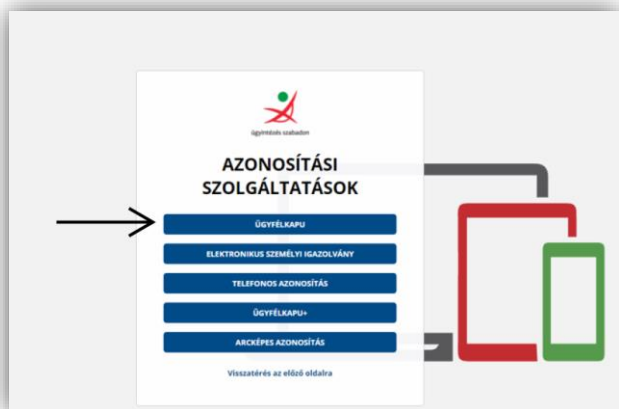 ügyintézés szabadon
AZONOSÍTÁSI
SZOLGÁLTATÁSOK
ÜGYFÉLKAPU
ELEKTRONIKUS SZEMÉLYI IGAZOLVÁNY
TELEFONOS AZONOSÍTÁS
ÜGYFÉLKAPU+
ARCKÉPES AZONOSÍTÁS
Visszatérés az előző oldalra